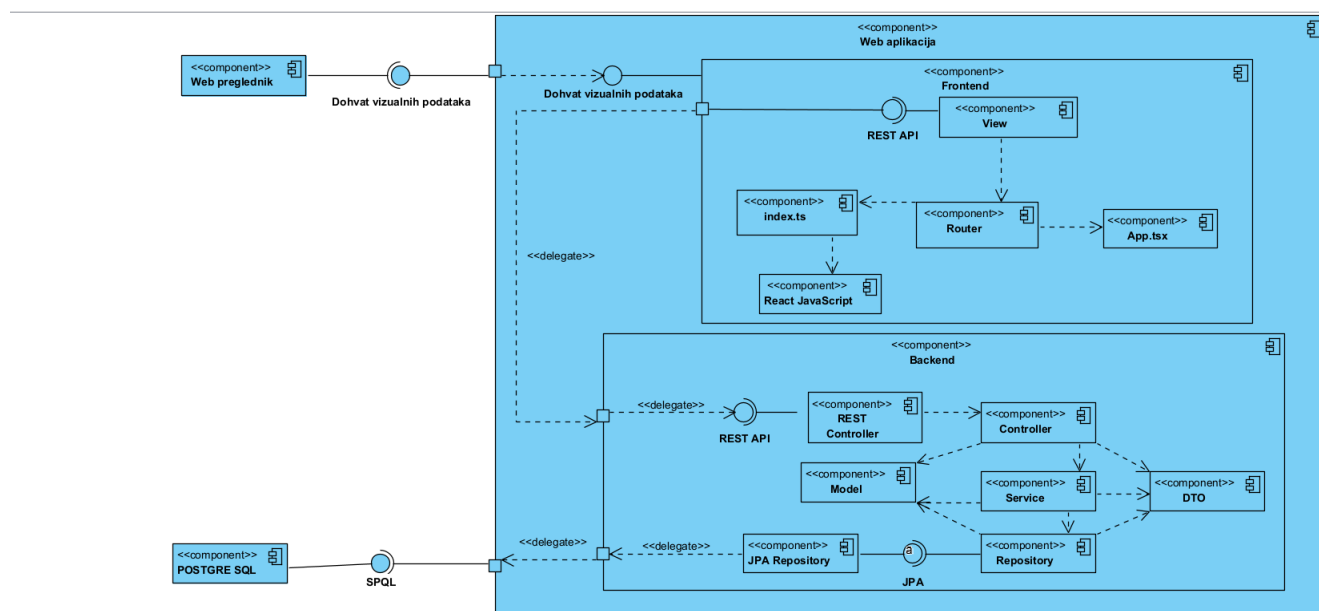 <<component>>
Web aplikacija
<<component>>
Web preglednik
Dohvat vizualnih podataka
Dohvat vizualnih podataka
<<component>>
Frontend
REST API
<<component>>
View
<<component>>
index.ts
<<component>>
Router
<<component>>
App.tsx
<<component>>
React JavaScript
<<delegate>>
<<component>>
Backend
<<delegate>>
REST API
<<component>>
REST
Controller
<<component>>
Controller
<<component>>
Model
<<component>>
Service
<<component>>
DTO
<<component>>
POSTGRE SQL
SPQL
<<delegate>>
<<delegate>>
<<component>>
JPA Repository
a
JPA
<<component>>
Repository